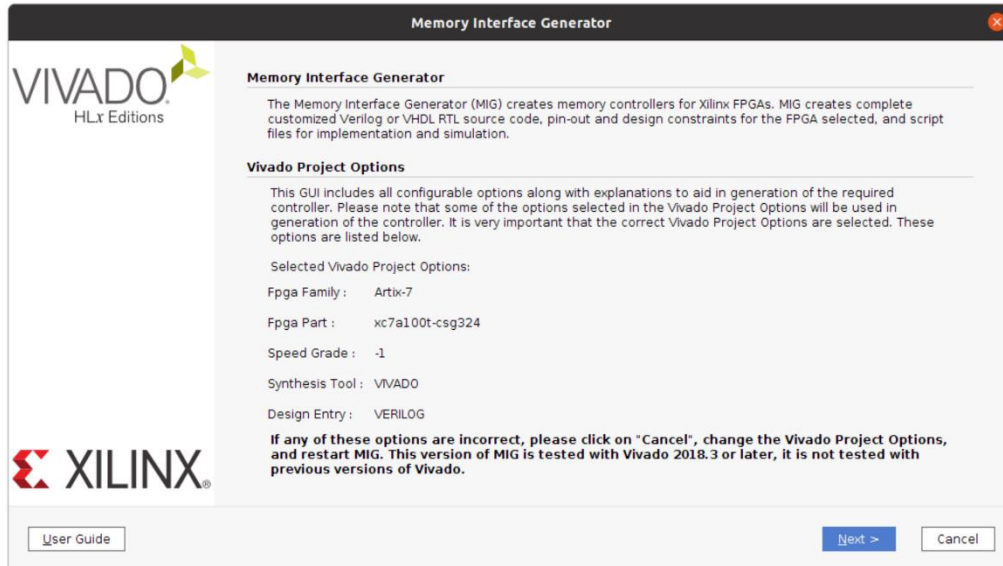 Memory Interface Generator
VIVADO.
HLx Editions
Memory Interface Generator
The Memory Interface Generator (MIG) creates memory controllers for Xilinx FPGAs. MIG creates complete
customized Verilog or VHDL RTL source code, pin-out and design constraints for the FPGA selected, and script
files for implementation and simulation.
Vivado Project Options
This GUI includes all configurable options along with explanations to aid in generation of the required
controller. Please note that some of the options selected in the Vivado Project Options will be used in
generation of the controller. It is very important that the correct Vivado Project Options are selected. These
options are listed below.
Selected Vivado Project Options:
Fpga Family : Artix-7
Fpga Part : xc7a100t-csg324
Speed Grade : -1
Synthesis Tool : VIVADO
Design Entry : VERILOG
If any of these options are incorrect, please click on "Cancel", change the Vivado Project Options,
and restart MIG. This version of MIG is tested with Vivado 2018.3 or later, it is not tested with
previous versions of Vivado.
XILINX®
User Guide
Next >
Cancel